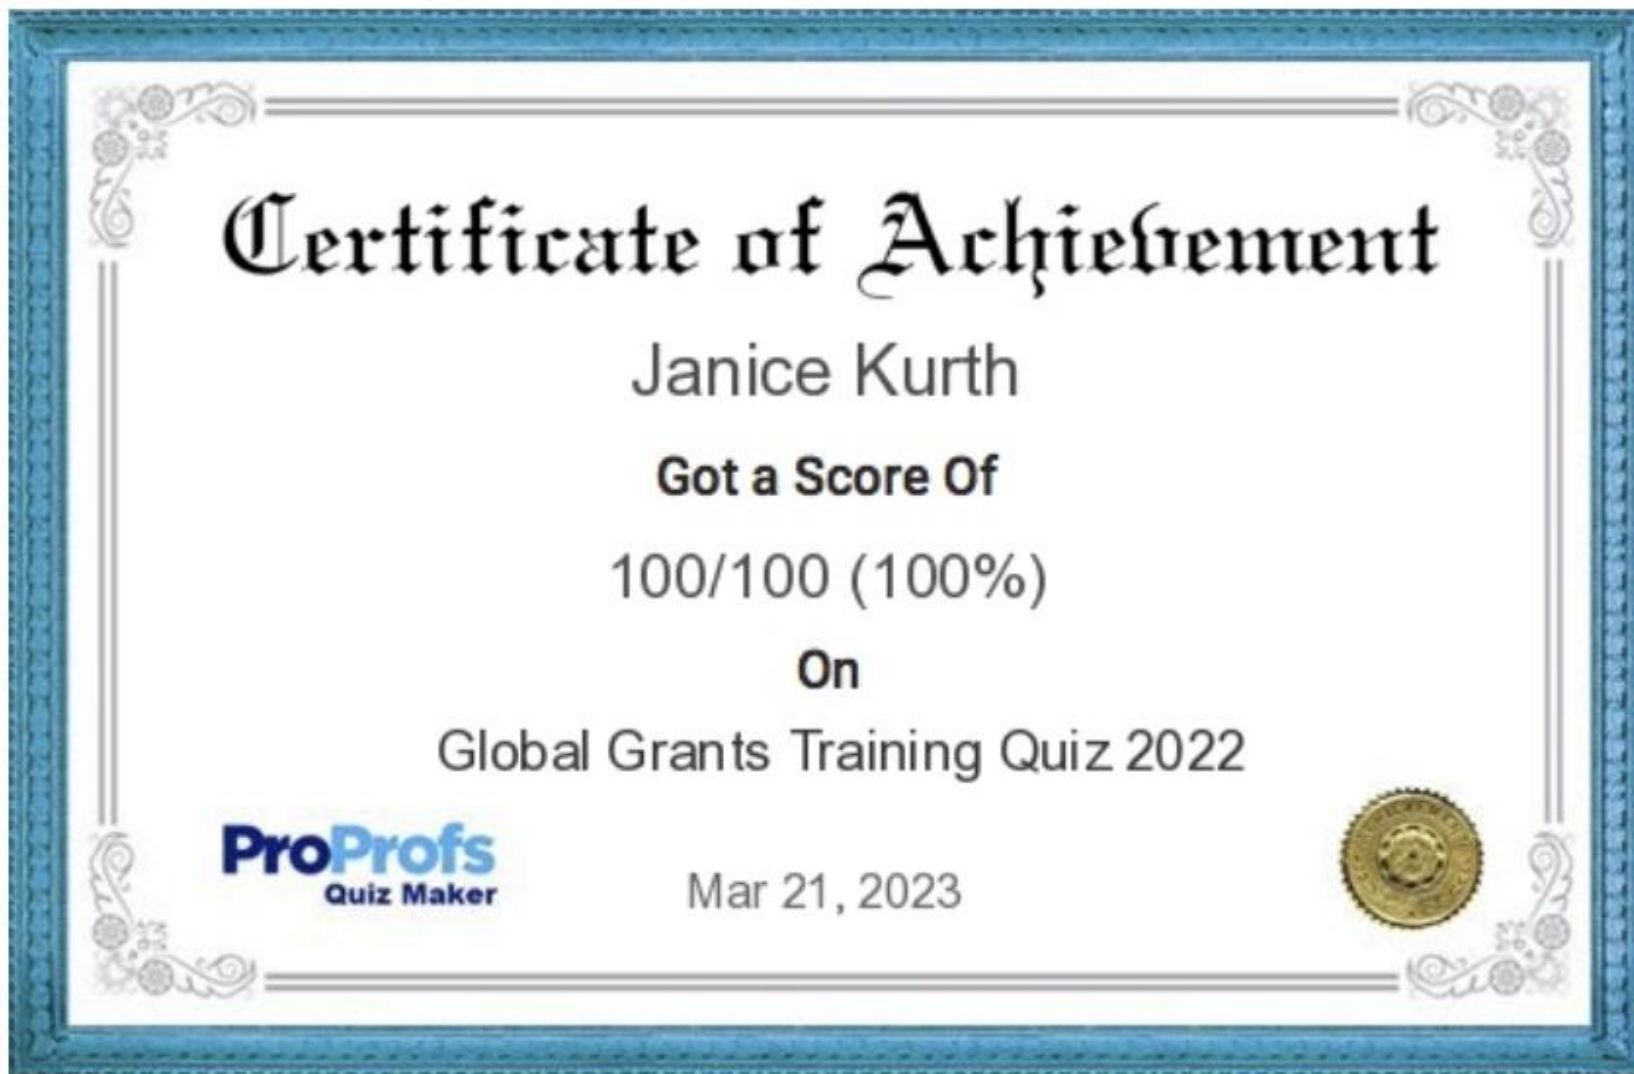 Certificate of Achievement
Janice Kurth
Got a Score Of
100/100 (100%)
On
Global Grants Training Quiz 2022
ProProfs
Quiz Maker
Mar 21, 2023